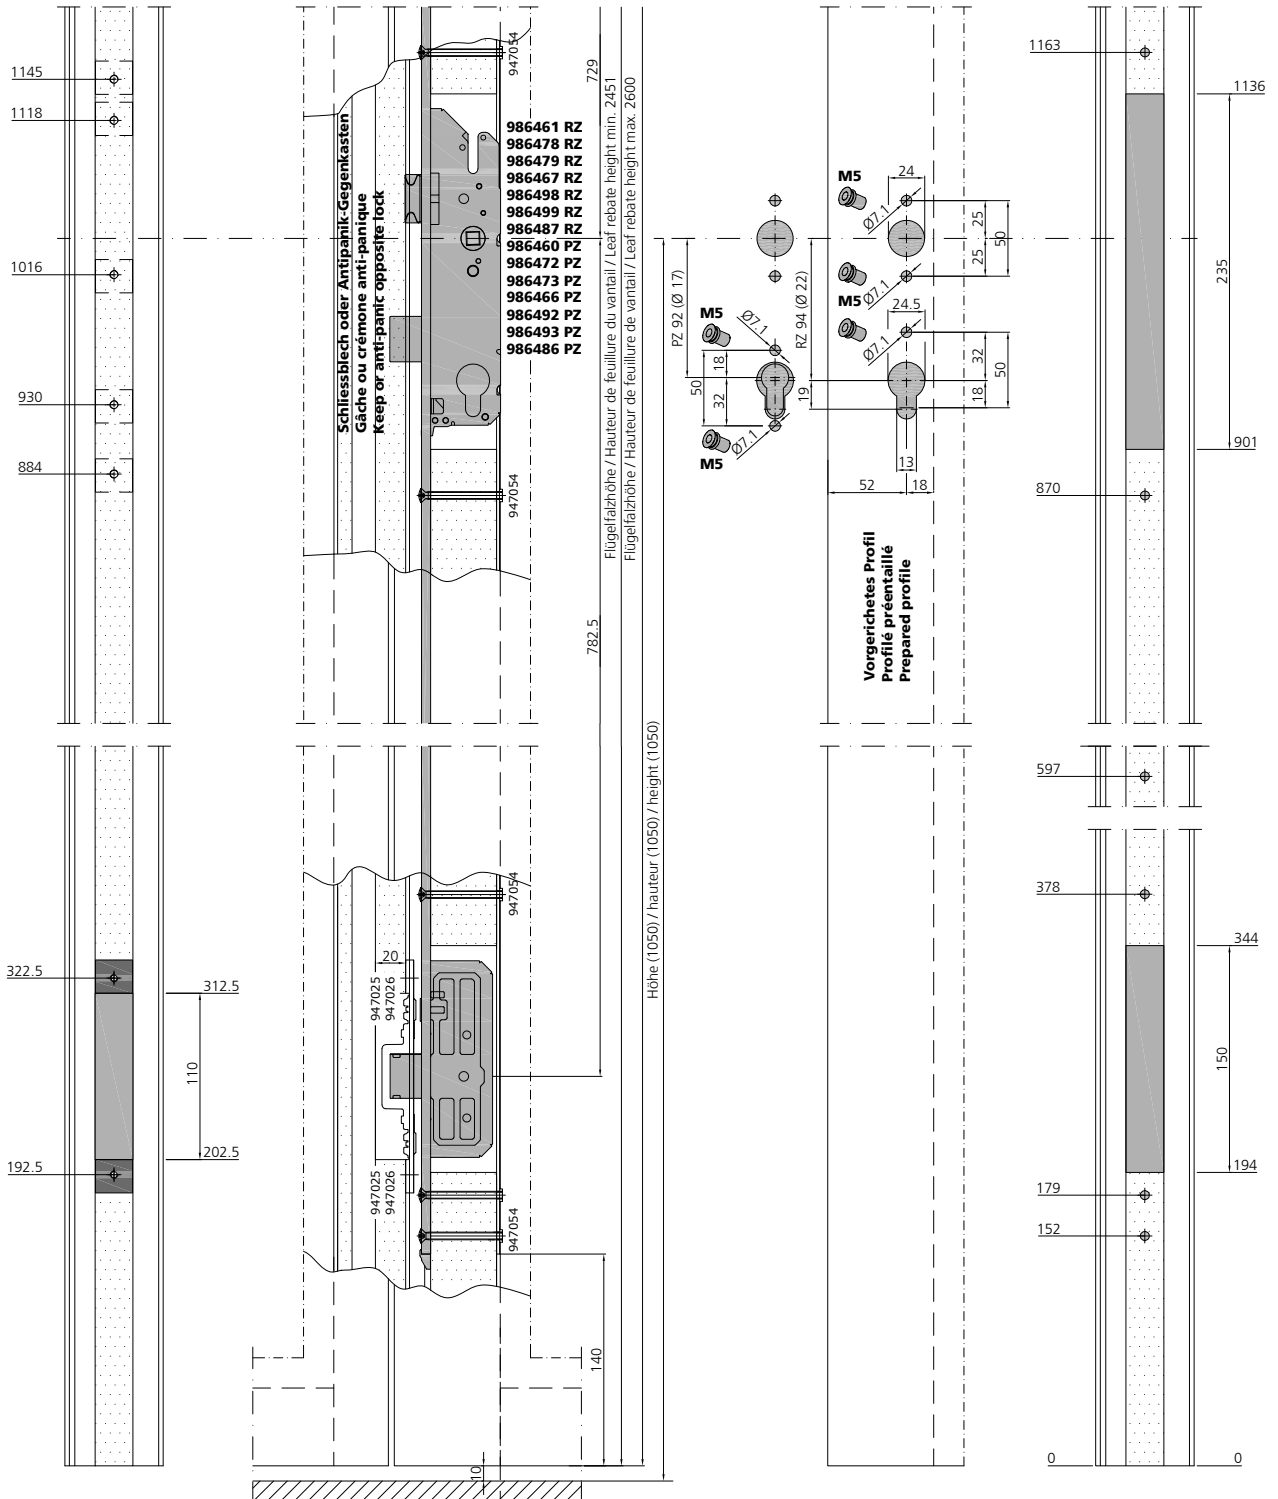 1145
1118
1016
930
884
322.5
312.5
110
202.5
192.5
Schliessblech oder Antipanik-Gegenkasten
Gâche ou crémone anti-panique
Keep or anti-panic opposite lock
947054
986461 RZ
986478 RZ
986479 RZ
986467 RZ
986498 RZ
986499 RZ
986487 RZ
986460 PZ
986472 PZ
986473 PZ
986466 PZ
986492 PZ
986493 PZ
986486 PZ
947054
947054
20
947025
947026
947025
947026
947054
729
782.5
140
10
Flügelfalzhöhe / Hauteur de feuillure du vantail / Leaf rebate height min. 2451
Flügelfalzhöhe / Hauteur de feuillure de vantail / Leaf rebate height max. 2600
Höhe (1050) / hauteur (1050) / height (1050)
PZ 92 (Ø 17)
M5
Ø7.1
18
50
32
M5
Ø7.1
RZ 94 (Ø 22)
19
M5
24
Ø7.1
25
50
25
M5
Ø7.1
24.5
M5
Ø7.1
32
50
18
13
52
18
Vorgerichetes Profil
Profilé préentaillé
Prepared profile
1163
1136
235
901
870
597
378
344
150
194
179
152
0
0